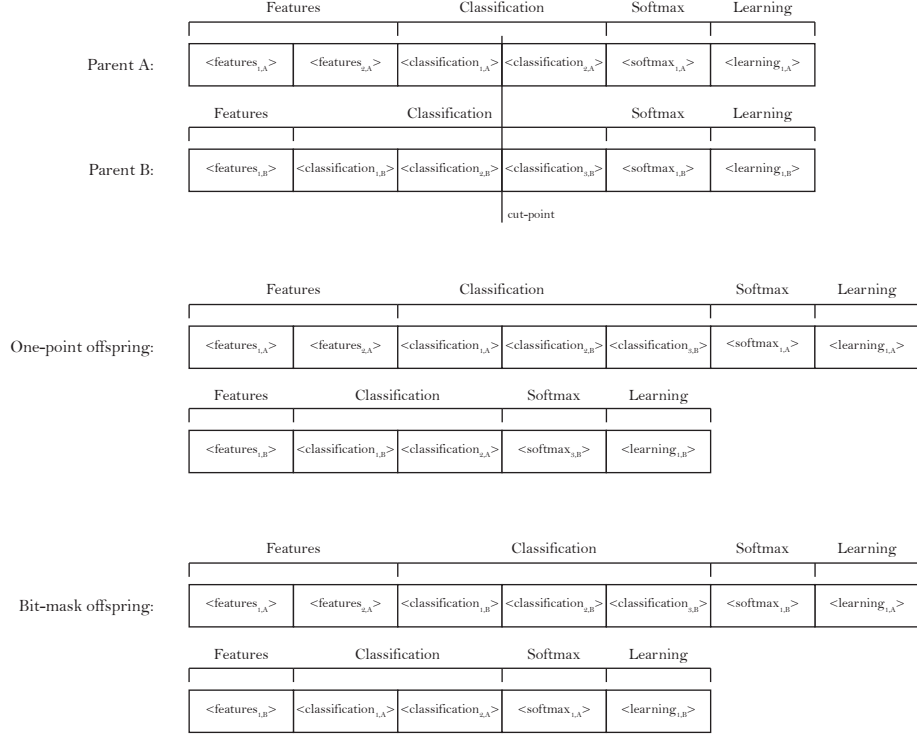 Features Classification Softmax Learning
Parent A: <features1,A> <features2,A> <classification1,A> <classification2,A> <softmax1,A> <learning1,A>
Features Classification Softmax Learning
Parent B: <features1,B> <classification1,B> <classification2,B> <classification3,B> <softmax1,B> <learning1,B>
cut-point
Features Classification Softmax Learning
One-point offspring: <features1,A> <features2,A> <classification1,A> <classification2,B> <classification3,B> <softmax1,A> <learning1,A>
Features Classification Softmax Learning
<features1,B> <classification1,B> <classification2,A> <softmax3,B> <learning1,B>
Features Classification Softmax Learning
Bit-mask offspring: <features1,A> <features2,A> <classification1,B> <classification2,B> <classification3,B> <softmax1,B> <learning1,A>
Features Classification Softmax Learning
<features1,B> <classification1,A> <classification2,A> <softmax1,A> <learning1,B>